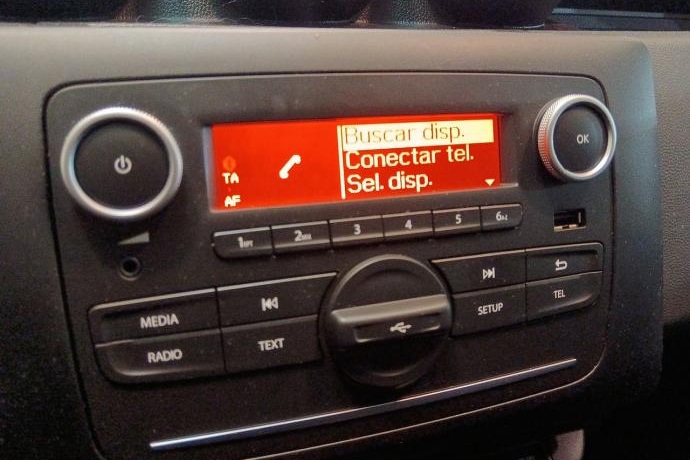 Buscar disp.
Conectar tel.
Sel. disp.
TA
AF
OK
1
2
3
4
5
6
MEDIA
RADIO
TEXT
SETUP
TEL